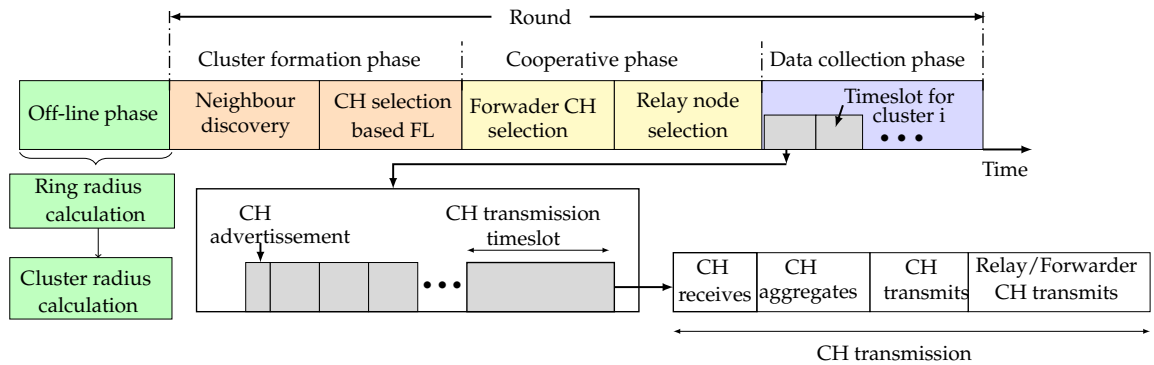 Round
Cluster formation phase
Cooperative phase
Data collection phase
Off-line phase
Neighbour
discovery
CH selection
based FL
Forwader CH
selection
Relay node
selection
Timeslot for
cluster i
Time
Ring radius
calculation
Cluster radius
calculation
CH
advertissement
CH transmission
timeslot
CH
receives
CH
aggregates
CH
transmits
Relay/Forwarder
CH transmits
CH transmission